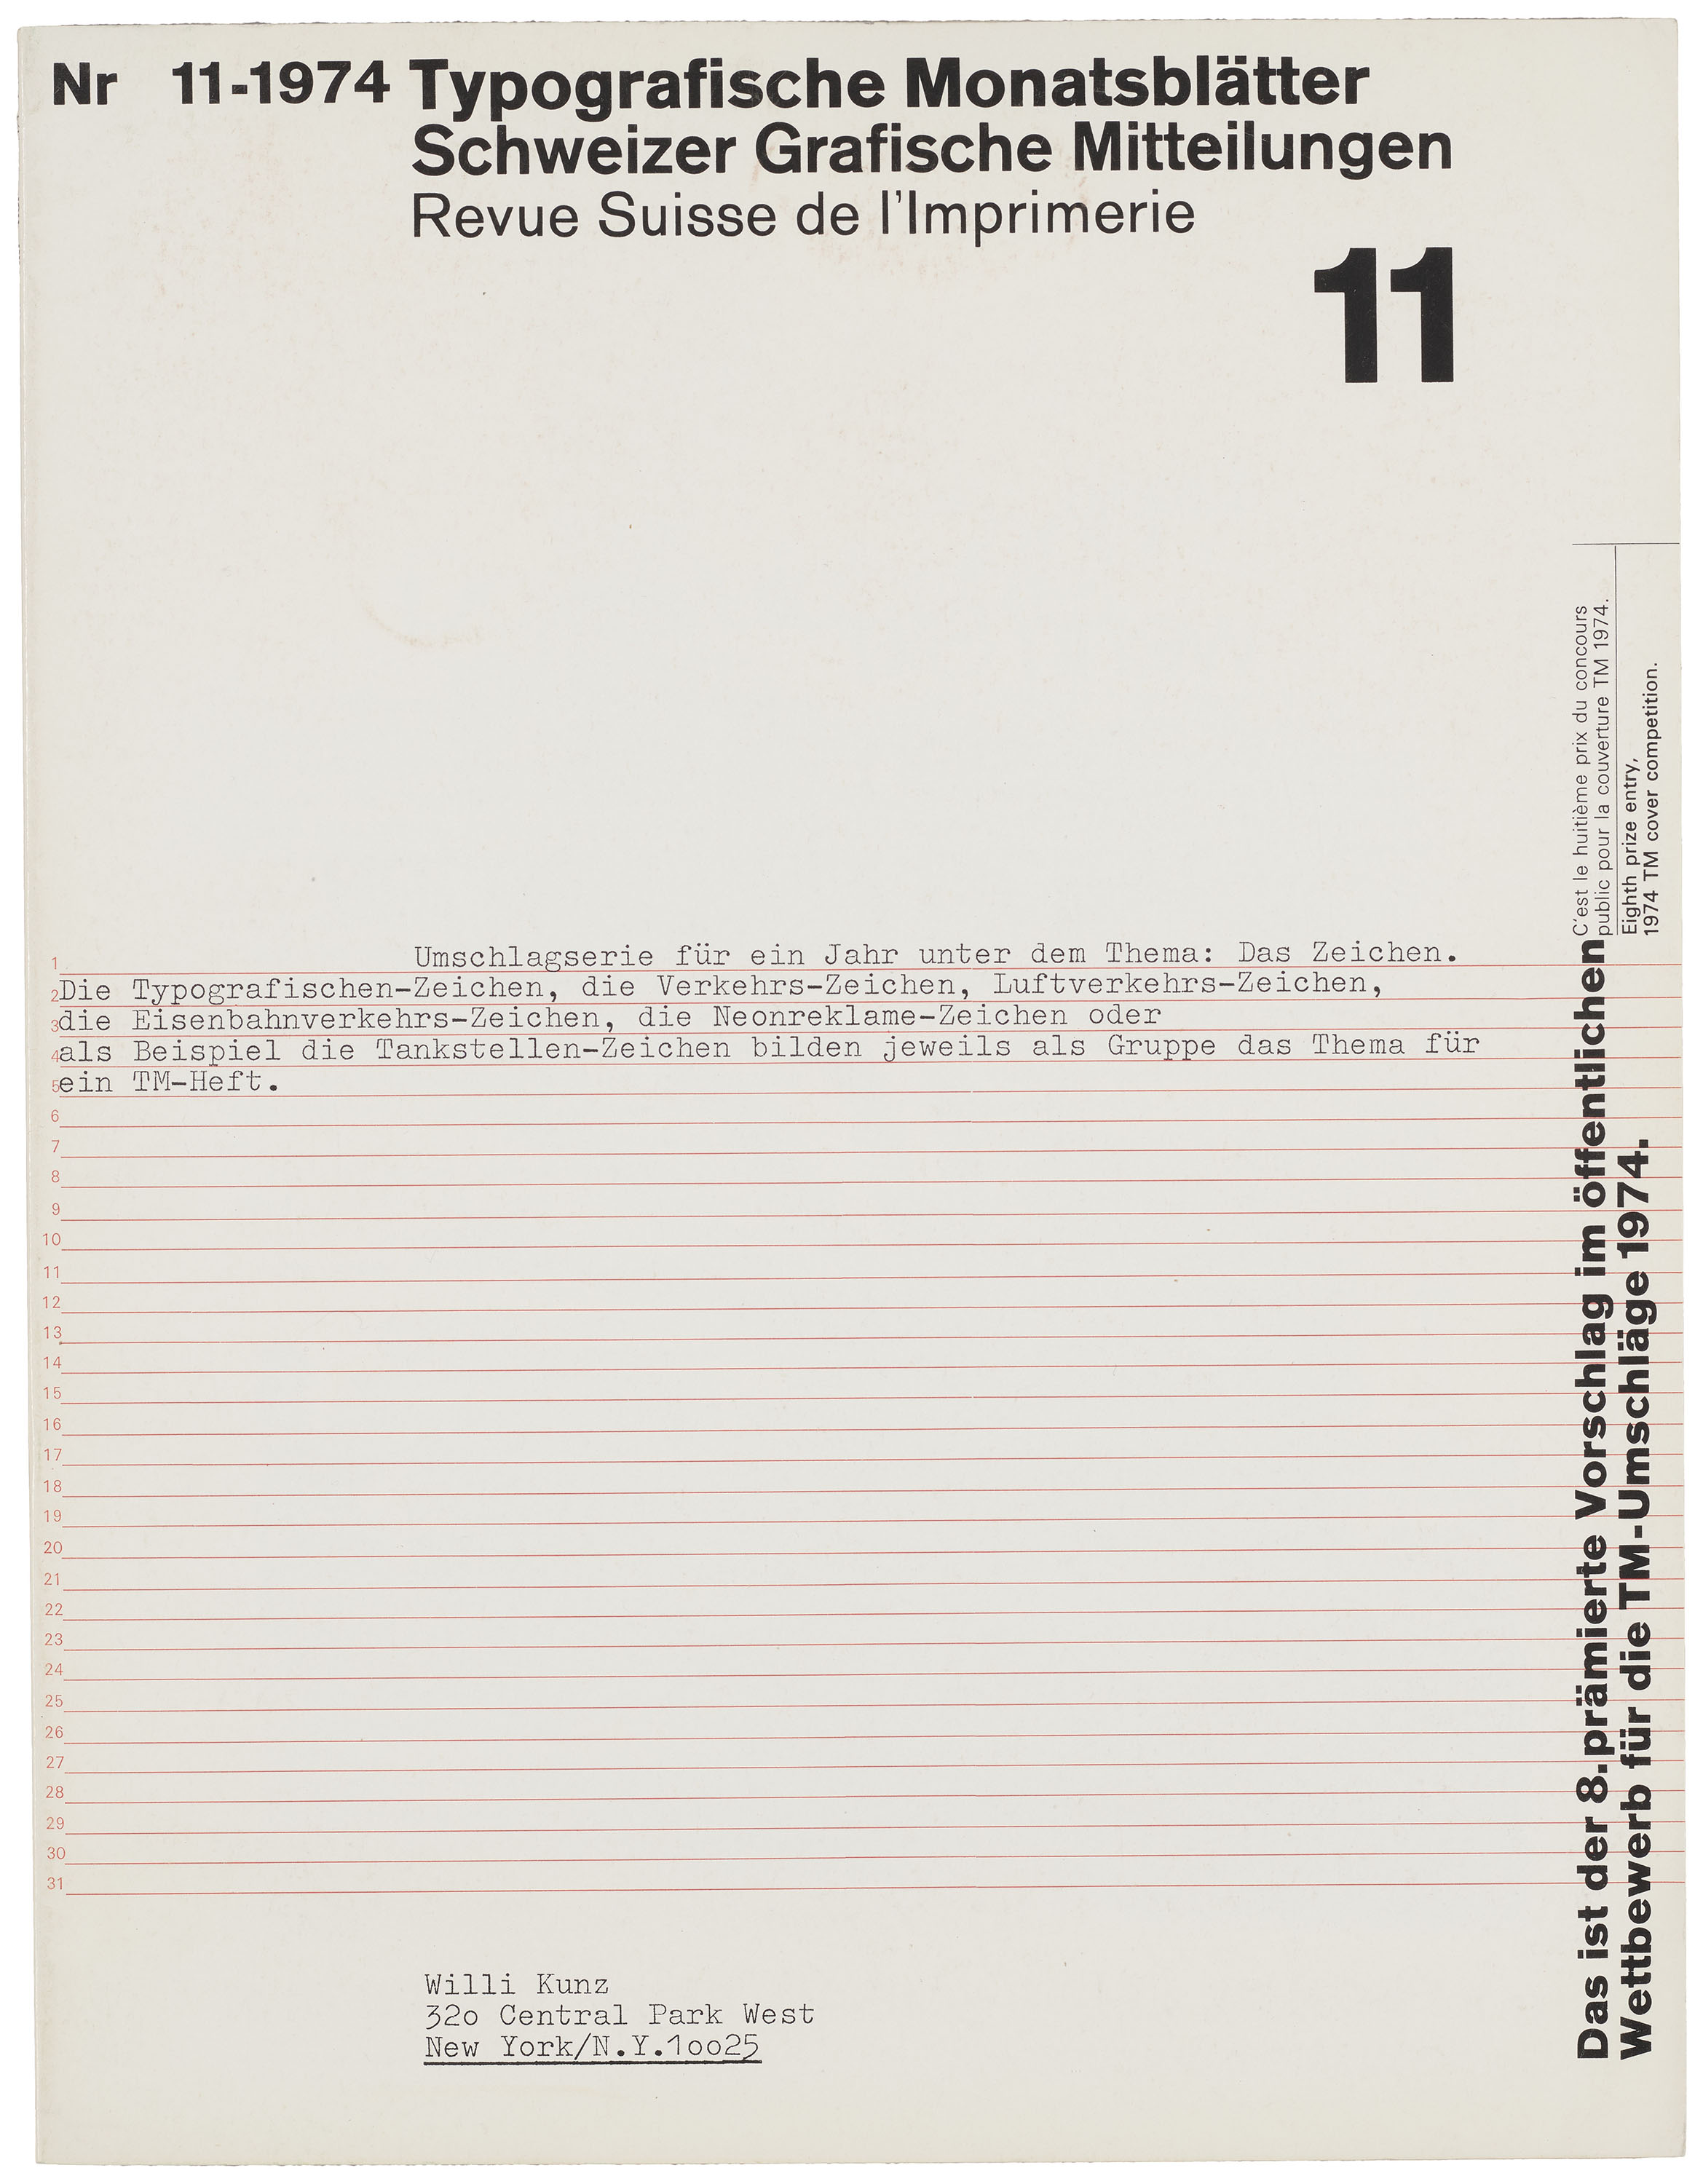 Nr 11-1974 Typografische Monatsblätter
Schweizer Grafische Mitteilungen
Revue Suisse de l'Imprimerie
11
C'est le huitième prix du concours
public pour la couverture TM 1974.
Eighth prize entry,
1974 TM cover competition.
Das ist der 8.prämierte Vorschlag im öffentlichen
Wettbewerb für die TM-Umschläge 1974.
1 Umschlagserie für ein Jahr unter dem Thema: Das Zeichen.
2 Die Typografischen-Zeichen, die Verkehrs-Zeichen, Luftverkehrs-Zeichen,
3 die Eisenbahnverkehrs-Zeichen, die Neonreklame-Zeichen oder
4 als Beispiel die Tankstellen-Zeichen bilden jeweils als Gruppe das Thema für
5 ein TM-Heft.
6
7
8
9
10
11
12
13
14
15
16
17
18
19
20
21
22
23
24
25
26
27
28
29
30
31
Willi Kunz
32o Central Park West
New York/N.Y.1oo25